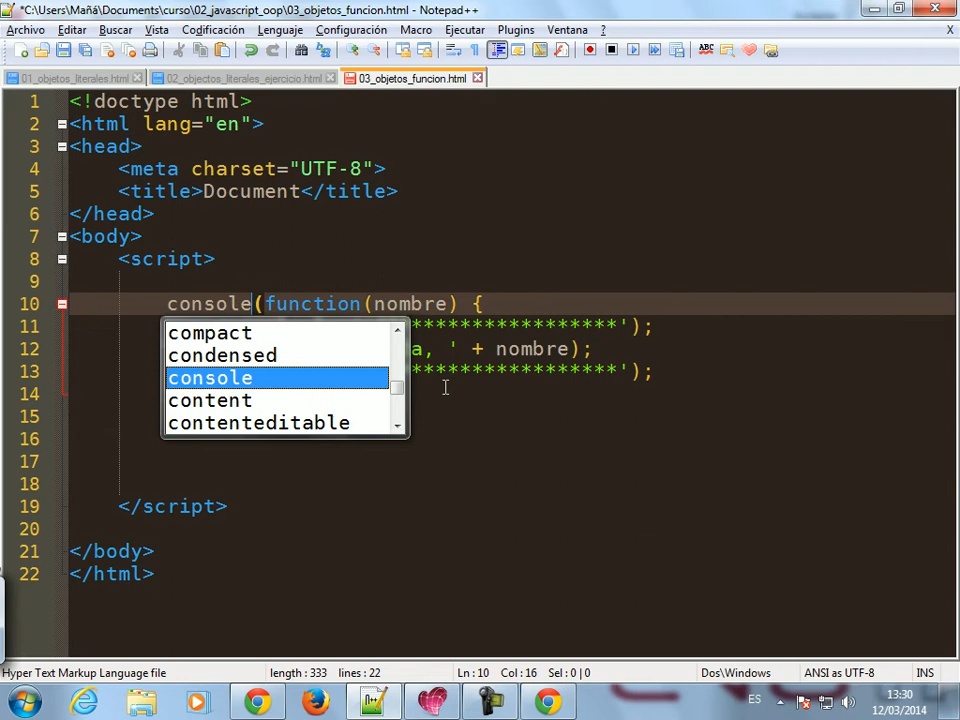 *C:\Users\Mañá\Documents\curso\02_javascript_oop\03_objetos_funcion.html - Notepad++
Archivo Editar Buscar Vista Codificación Lenguaje Configuración Macro Ejecutar Plugins Ventana ? X
ABC
01_objetos_literales.html 02_objectos_literales_ejercicio.html 03_objetos_funcion.html
1 <!doctype html>
2 <html lang="en">
3 <head>
4 <meta charset="UTF-8">
5 <title>Document</title>
6 </head>
7 <body>
8 <script>
9
10 console(function(nombre) {
11 *****************');
12 a, ' + nombre);
13 *****************');
14
15
16
17
18
19 </script>
20
21 </body>
22 </html>
compact
condensed
console
content
contenteditable
Hyper Text Markup Language file length : 333 lines : 22 Ln : 10 Col : 16 Sel : 0 | 0 Dos\Windows ANSI as UTF-8 INS
ES 13:30
12/03/2014